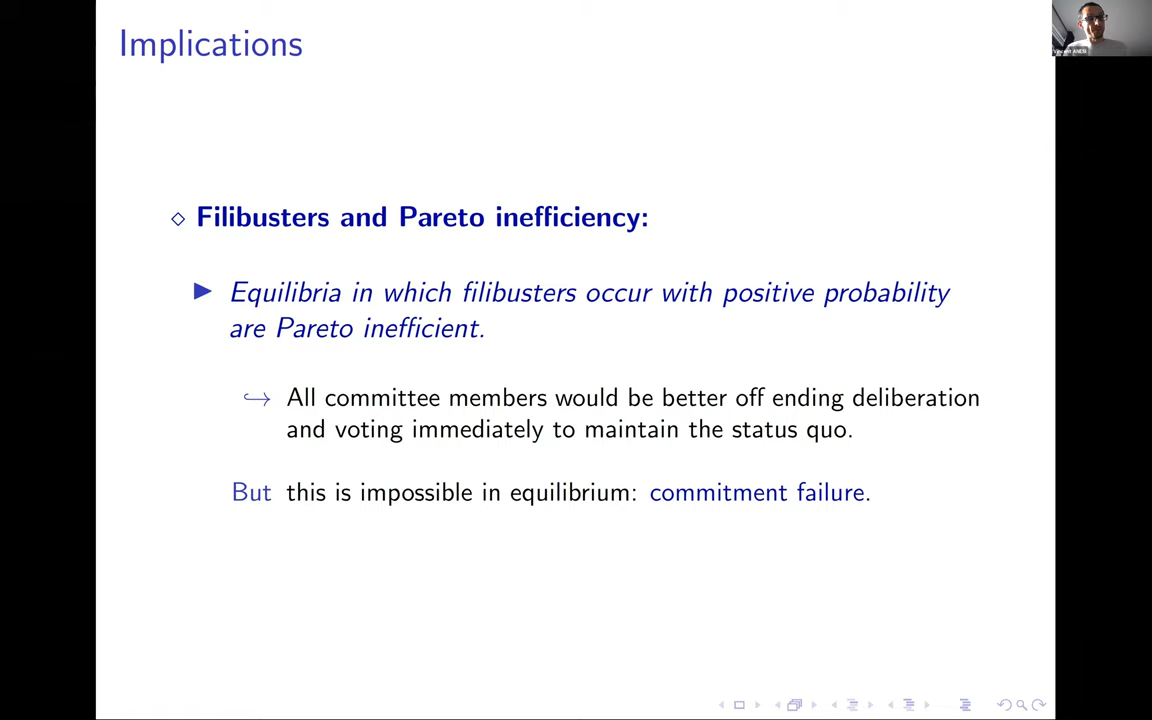 Implications
Vincent ANESI
⋄ Filibusters and Pareto inefficiency:
▶ Equilibria in which filibusters occur with positive probability
are Pareto inefficient.
↪ All committee members would be better off ending deliberation
and voting immediately to maintain the status quo.
But this is impossible in equilibrium: commitment failure.